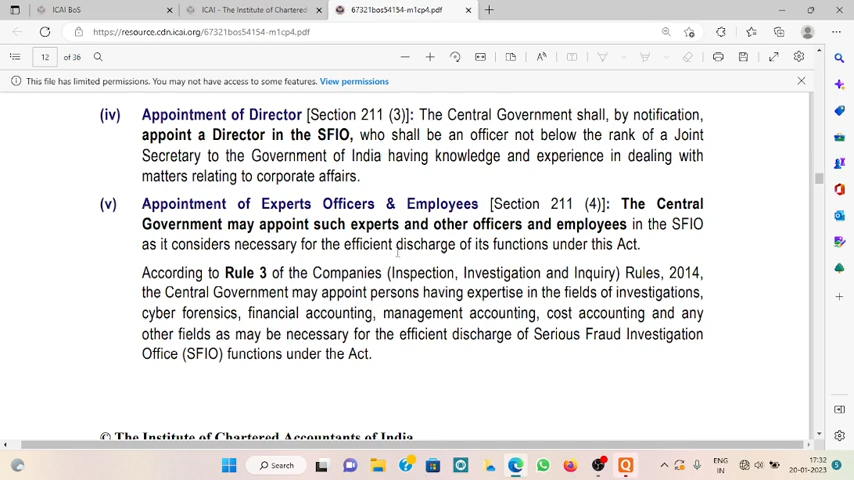 ICAI BoS
ICAI - The Institute of Chartered
67321bos54154-m1cp4.pdf
https://resource.cdn.icai.org/67321bos54154-m1cp4.pdf
12 of 36
This file has limited permissions. You may not have access to some features. View permissions
(iv) Appointment of Director [Section 211 (3)]: The Central Government shall, by notification,
appoint a Director in the SFIO, who shall be an officer not below the rank of a Joint
Secretary to the Government of India having knowledge and experience in dealing with
matters relating to corporate affairs.
(v) Appointment of Experts Officers & Employees [Section 211 (4)]: The Central
Government may appoint such experts and other officers and employees in the SFIO
as it considers necessary for the efficient discharge of its functions under this Act.
According to Rule 3 of the Companies (Inspection, Investigation and Inquiry) Rules, 2014,
the Central Government may appoint persons having expertise in the fields of investigations,
cyber forensics, financial accounting, management accounting, cost accounting and any
other fields as may be necessary for the efficient discharge of Serious Fraud Investigation
Office (SFIO) functions under the Act.
© The Institute of Chartered Accountants of India
Search
ENG
IN
17:32
20-01-2023
5